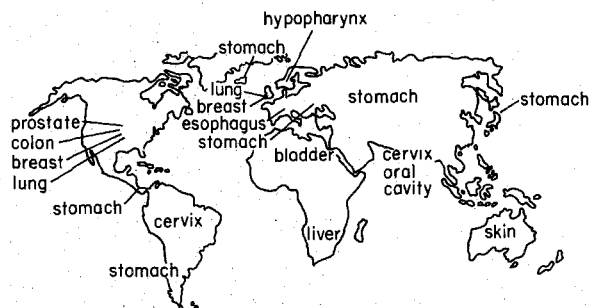 hypopharynx
stomach
lung
breast
esophagus
stomach
stomach
stomach
prostate
colon
breast
lung
bladder
cervix
oral
cavity
stomach
cervix
liver
skin
stomach